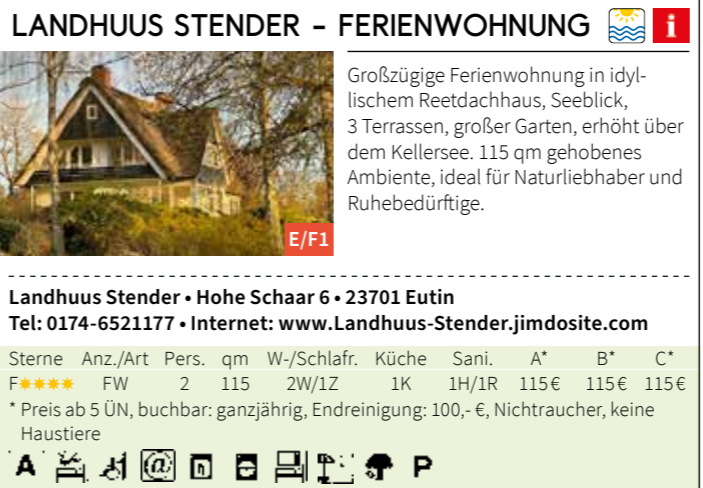 LANDHUUS STENDER – FERIENWOHNUNG i
Großzügige Ferienwohnung in idyl-
lischem Reetdachhaus, Seeblick,
3 Terrassen, großer Garten, erhöht über
dem Kellersee. 115 qm gehobenes
Ambiente, ideal für Naturliebhaber und
Ruhebedürftige.
E/F1
Landhuus Stender • Hohe Schaar 6 • 23701 Eutin
Tel: 0174-6521177 • Internet: www.Landhuus-Stender.jimdosite.com
Sterne Anz./Art Pers. qm W-/Schlafr. Küche Sani. A* B* C*
F★★★★ FW 2 115 2W/1Z 1K 1H/1R 115€ 115€ 115€
* Preis ab 5 ÜN, buchbar: ganzjährig, Endreinigung: 100,- €, Nichtraucher, keine
Haustiere
A @ P